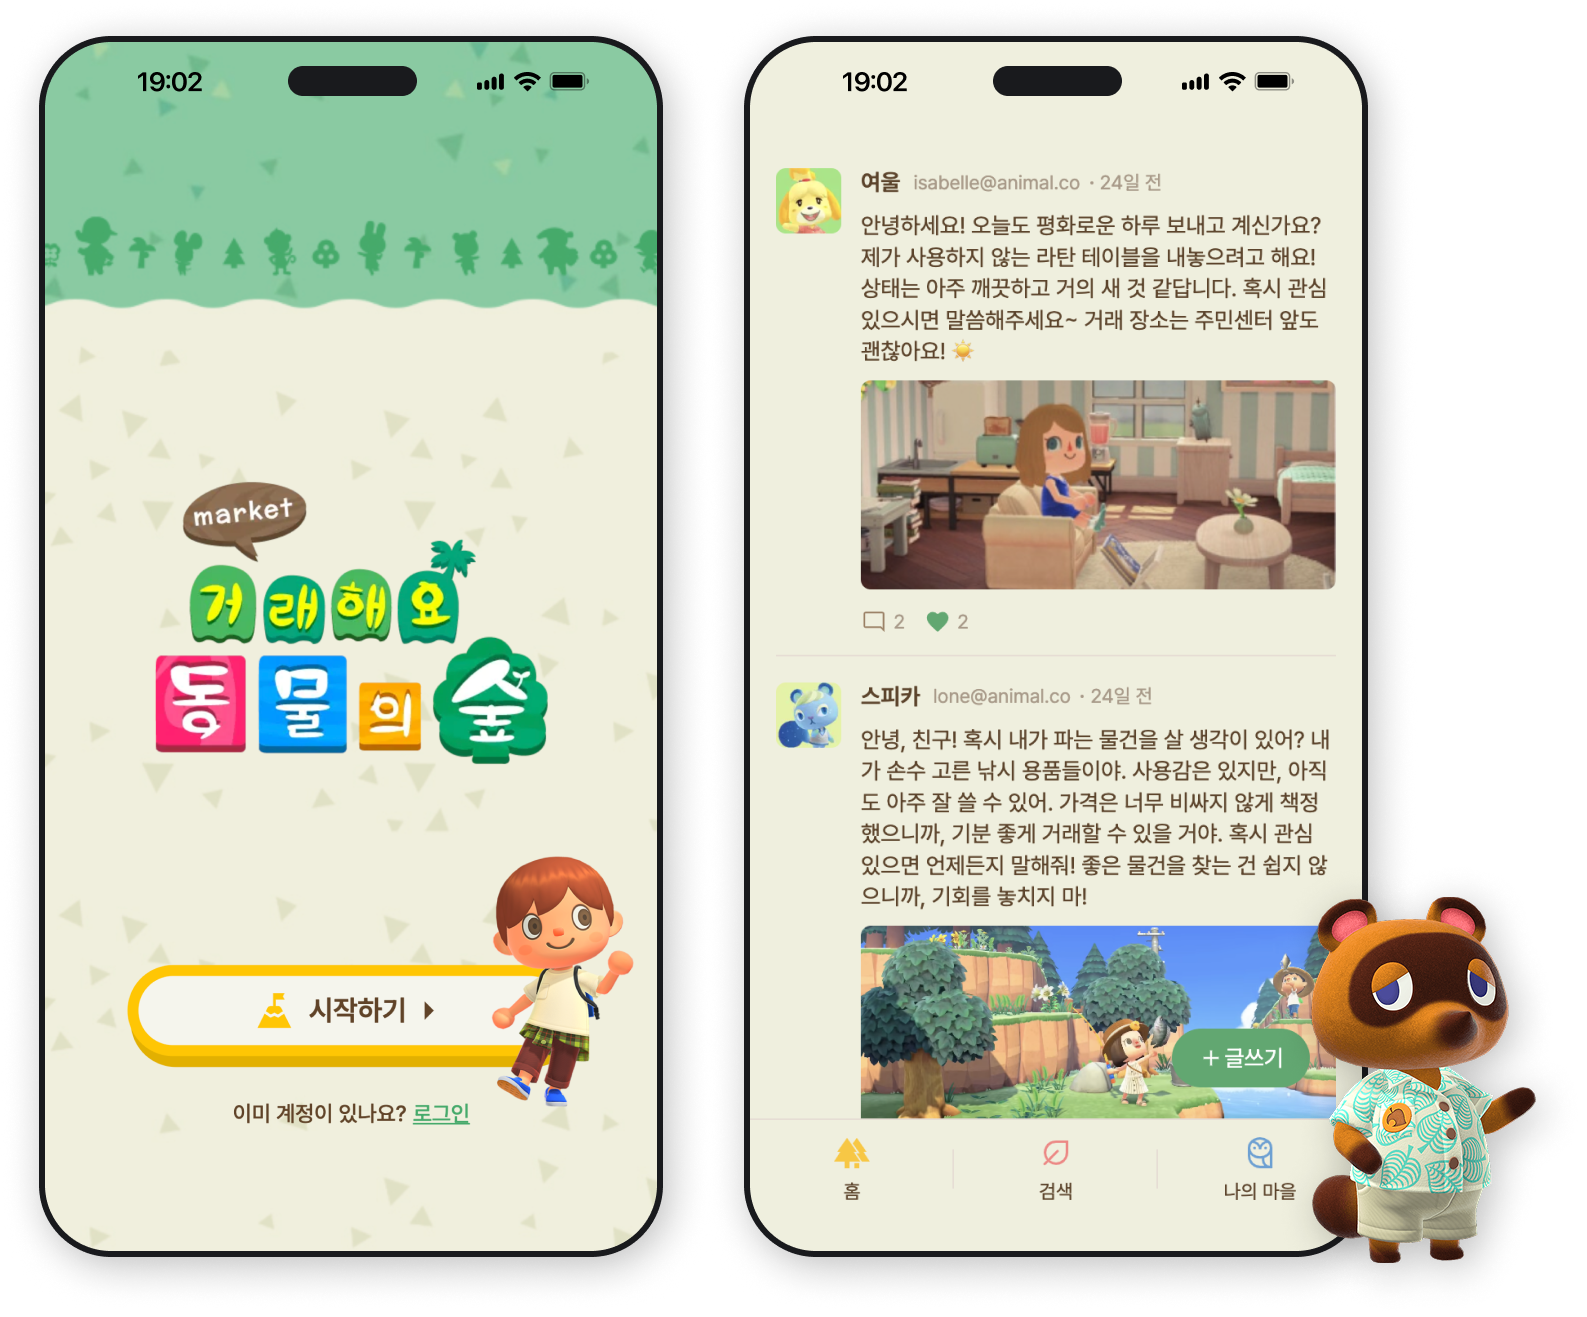 19:02
market
거래해요
동물의숲
시작하기
이미 계정이 있나요? 로그인
19:02
여울 isabelle@animal.co · 24일 전
안녕하세요! 오늘도 평화로운 하루 보내고 계신가요?
제가 사용하지 않는 라탄 테이블을 내놓으려고 해요!
상태는 아주 깨끗하고 거의 새 것 같답니다. 혹시 관심
있으시면 말씀해주세요~ 거래 장소는 주민센터 앞도
괜찮아요! ☀️
2 2
스피카 lone@animal.co · 24일 전
안녕, 친구! 혹시 내가 파는 물건을 살 생각이 있어? 내
가 손수 고른 낚시 용품들이야. 사용감은 있지만, 아직
도 아주 잘 쓸 수 있어. 가격은 너무 비싸지 않게 책정
했으니까, 기분 좋게 거래할 수 있을 거야. 혹시 관심
있으면 언제든지 말해줘! 좋은 물건을 찾는 건 쉽지 않
으니까, 기회를 놓치지 마!
+ 글쓰기
홈
검색
나의 마을